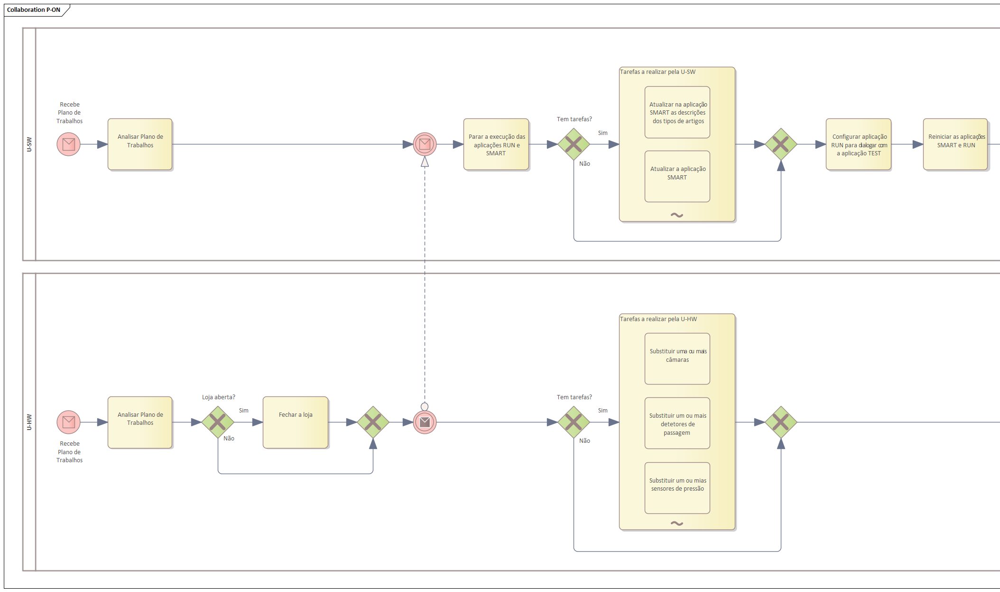 Collaboration P-ON
U-SW
Recebe
Plano de
Trabalhos
Analisar Plano de
Trabalhos
Parar a execução das
aplicações RUN e
SMART
Tem tarefas?
Sim
Não
Tarefas a realizar pela U-SW
Atualizar na aplicação
SMART as descrições
dos tipos de artigos
Atualizar a aplicação
SMART
Configurar aplicação
RUN para dialogar com
a aplicação TEST
Reiniciar as aplicações
SMART e RUN
U-HW
Recebe
Plano de
Trabalhos
Analisar Plano de
Trabalhos
Loja aberta?
Sim
Não
Fechar a loja
Tem tarefas?
Sim
Não
Tarefas a realizar pela U-HW
Substituir uma ou mais
câmaras
Substituir um ou mais
detetores de
passagem
Substituir um ou mias
sensores de pressão